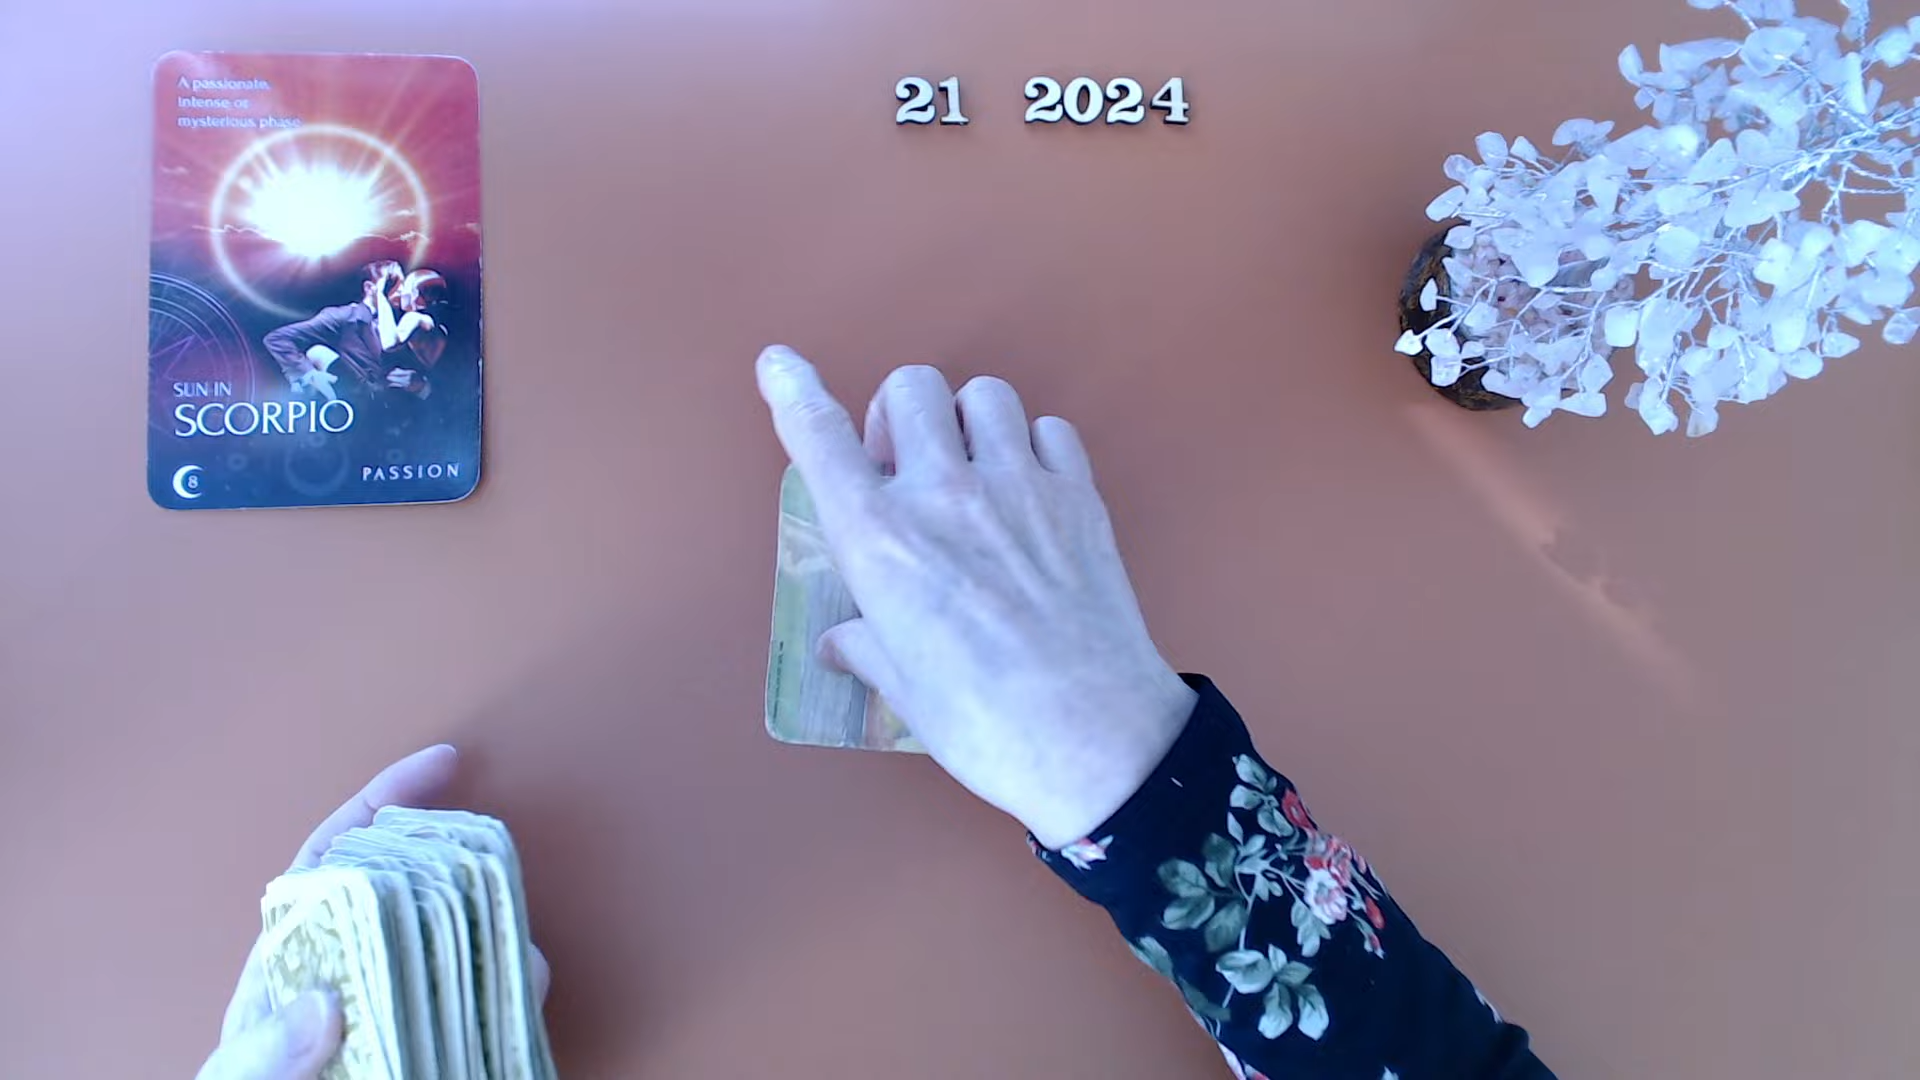 A passionate,
intense or
mysterious phase
21 2024
SUN IN
SCORPIO
8
PASSION